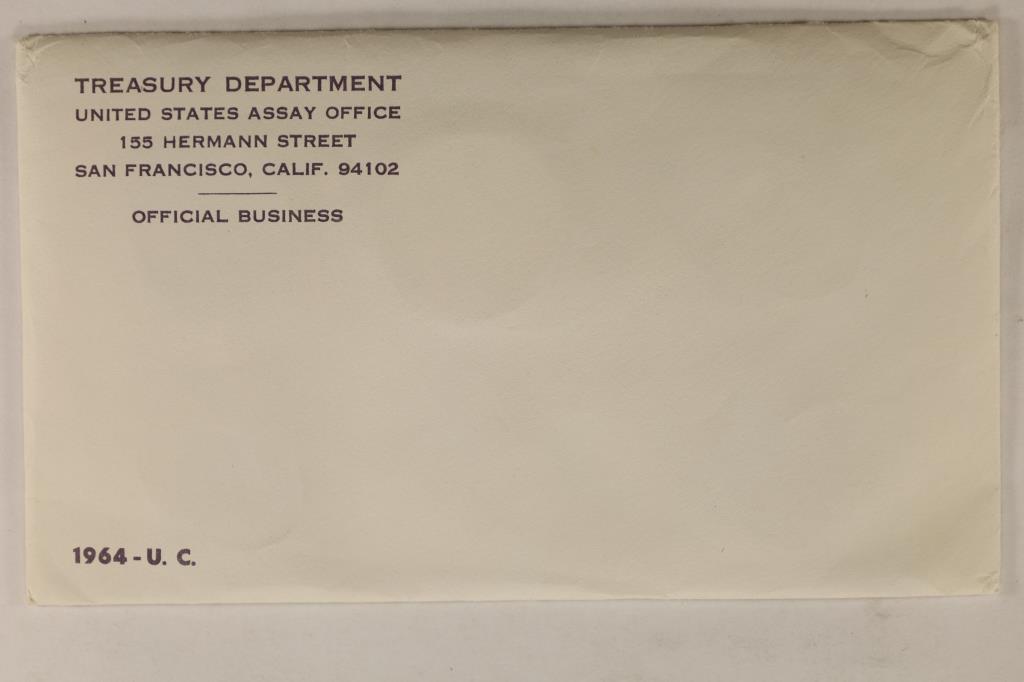 TREASURY DEPARTMENT
UNITED STATES ASSAY OFFICE
155 HERMANN STREET
SAN FRANCISCO, CALIF. 94102
OFFICIAL BUSINESS
1964-U. C.